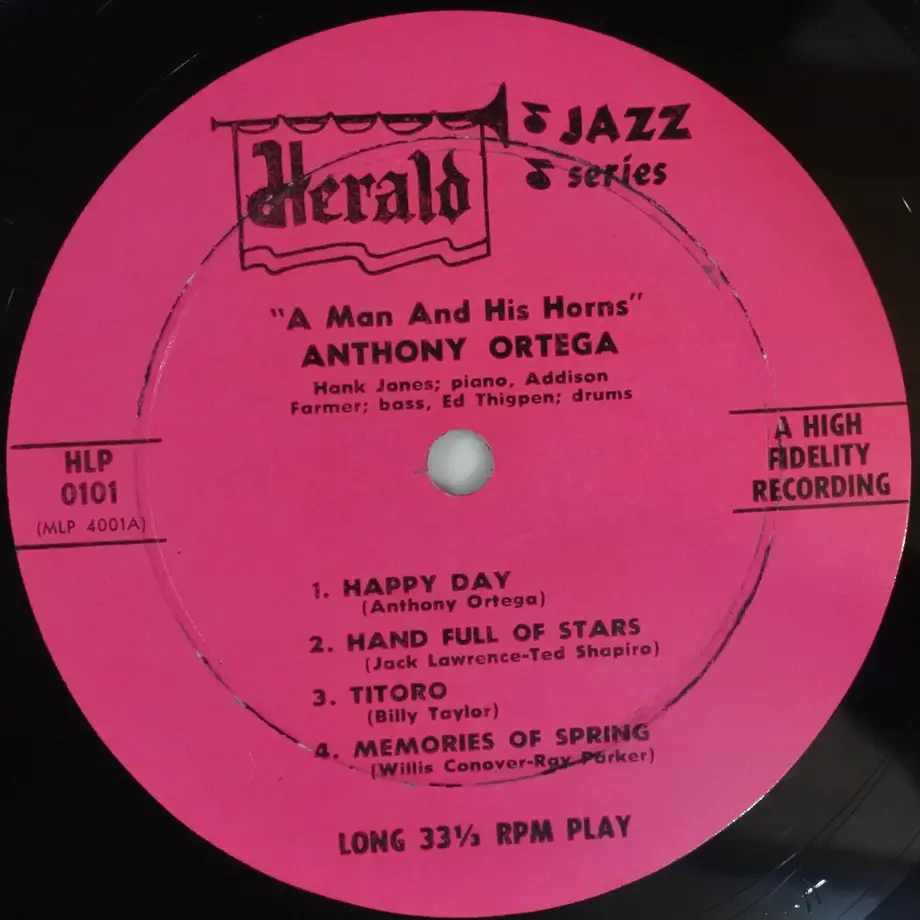 Herald
JAZZ
series
"A Man And His Horns"
ANTHONY ORTEGA
Hank Jones; piano, Addison
Farmer; bass, Ed Thigpen; drums
HLP
0101
(MLP 4001A)
A HIGH
FIDELITY
RECORDING
1. HAPPY DAY
(Anthony Ortega)
2. HAND FULL OF STARS
(Jack Lawrence-Ted Shapiro)
3. TITORO
(Billy Taylor)
4. MEMORIES OF SPRING
(Willis Conover-Ray Parker)
LONG 33⅓ RPM PLAY